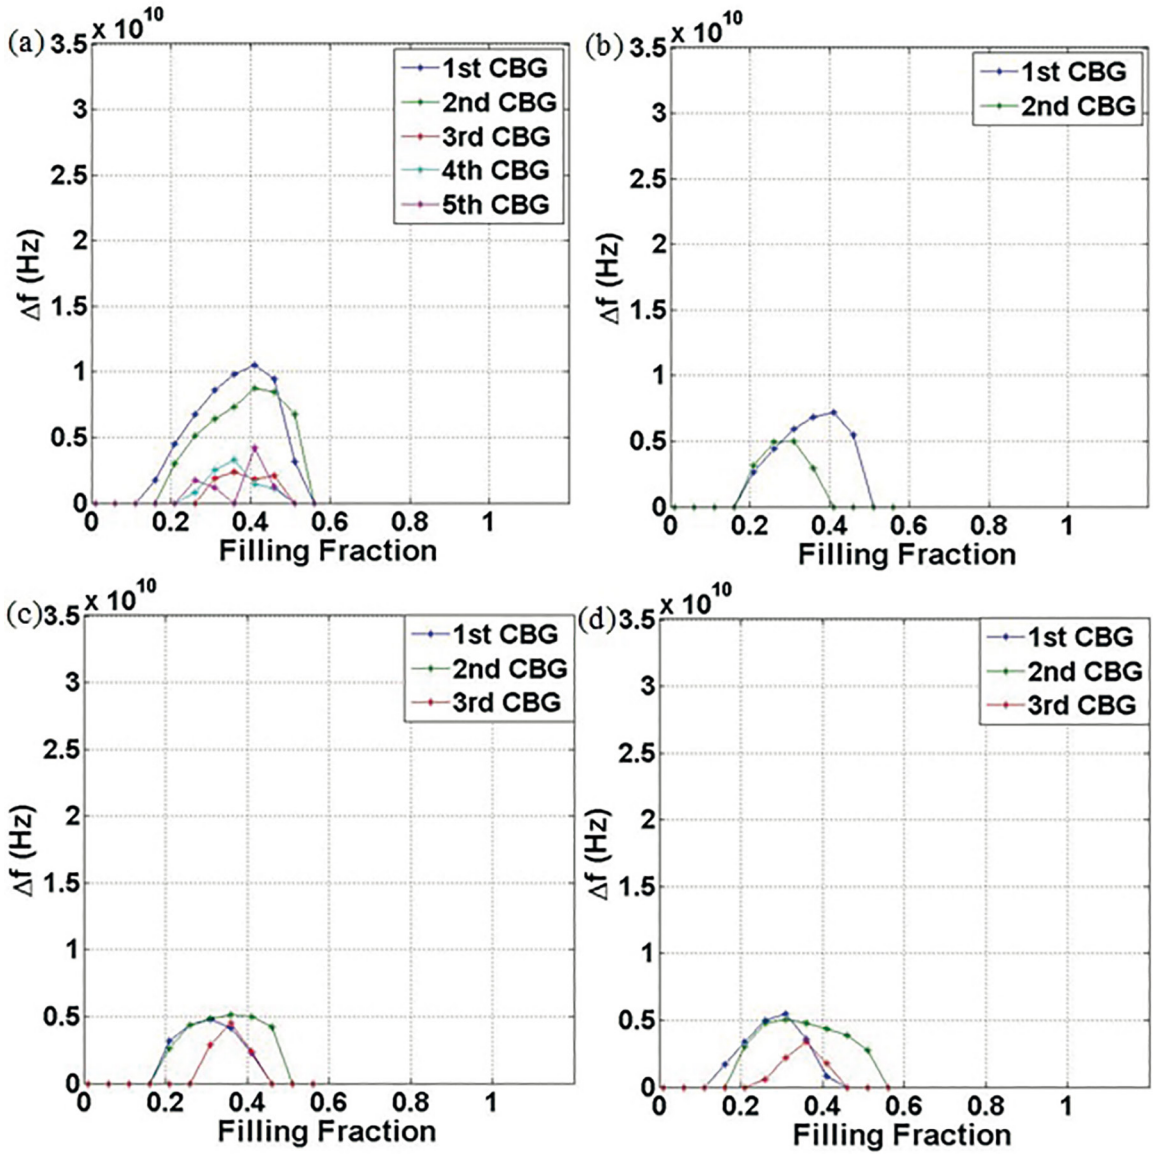 (a)
x 10^10
3.5
3
2.5
2
1.5
1
0.5
0
Δf (Hz)
1st CBG
2nd CBG
3rd CBG
4th CBG
5th CBG
0 0.2 0.4 0.6 0.8 1
Filling Fraction
(b)
x 10^10
3.5
3
2.5
2
1.5
1
0.5
0
Δf (Hz)
1st CBG
2nd CBG
0 0.2 0.4 0.6 0.8 1
Filling Fraction
(c)
x 10^10
3.5
3
2.5
2
1.5
1
0.5
0
Δf (Hz)
1st CBG
2nd CBG
3rd CBG
0 0.2 0.4 0.6 0.8 1
Filling Fraction
(d)
x 10^10
3.5
3
2.5
2
1.5
1
0.5
0
Δf (Hz)
1st CBG
2nd CBG
3rd CBG
0 0.2 0.4 0.6 0.8 1
Filling Fraction